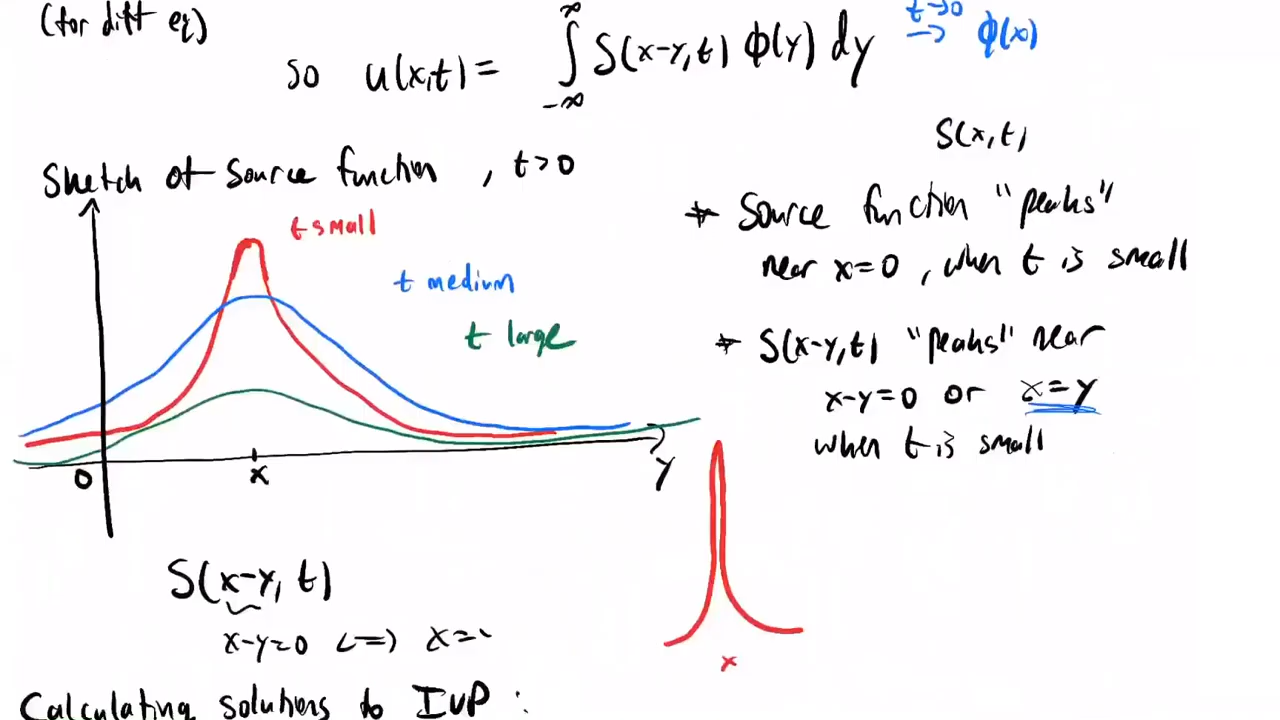 (for diff eq)
so u(x,t) = ∫_{-∞}^{∞} S(x-y,t) φ(y) dy →^{t→0} φ(x)
Sketch of Source function , t>0
t small
t medium
t large
0
x
y
S(x-y, t)
x-y=0 <=> x=
S(x,t)
* Source function "peaks"
near x=0 , when t is small
* S(x-y,t) "peaks" near
x-y=0 or x=y
when t is small
x
Calculating solutions to IVP :